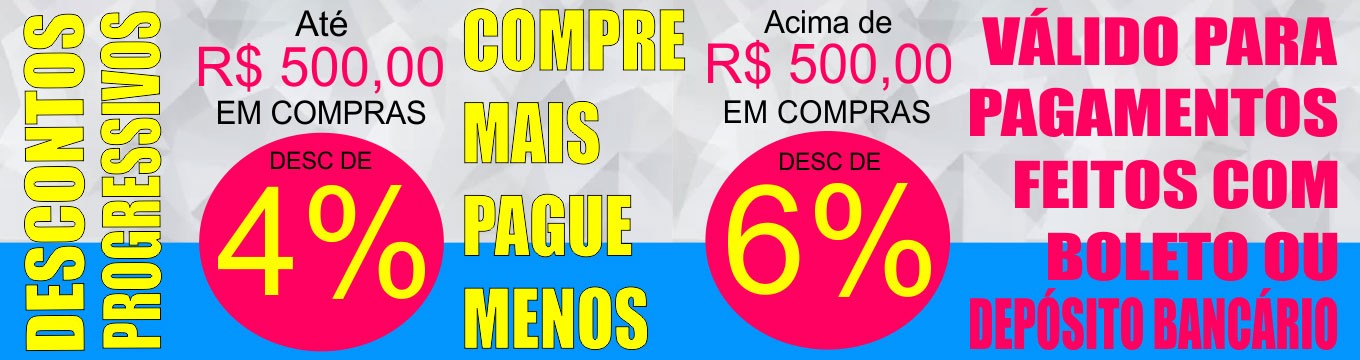 DESCONTOS
PROGRESSIVOS
Até
R$ 500,00
EM COMPRAS
DESC DE
4%
COMPRE
MAIS
PAGUE
MENOS
Acima de
R$ 500,00
EM COMPRAS
DESC DE
6%
VÁLIDO PARA
PAGAMENTOS
FEITOS COM
BOLETO OU
DEPÓSITO BANCÁRIO